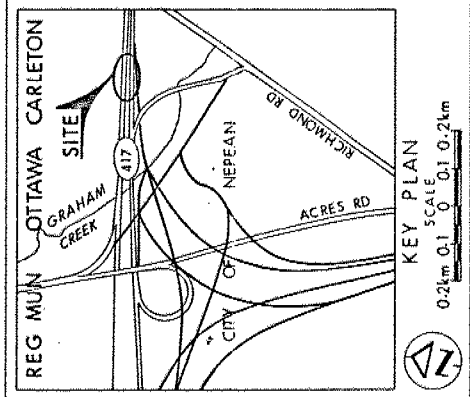 REG MUN OTTAWA CARLETON
SITE
417
GRAHAM
CREEK
RICHMOND RD
NEPEAN
ACRES RD
CITY OF
KEY PLAN
SCALE
0.2km 0.1 0 0.1 0.2km
N